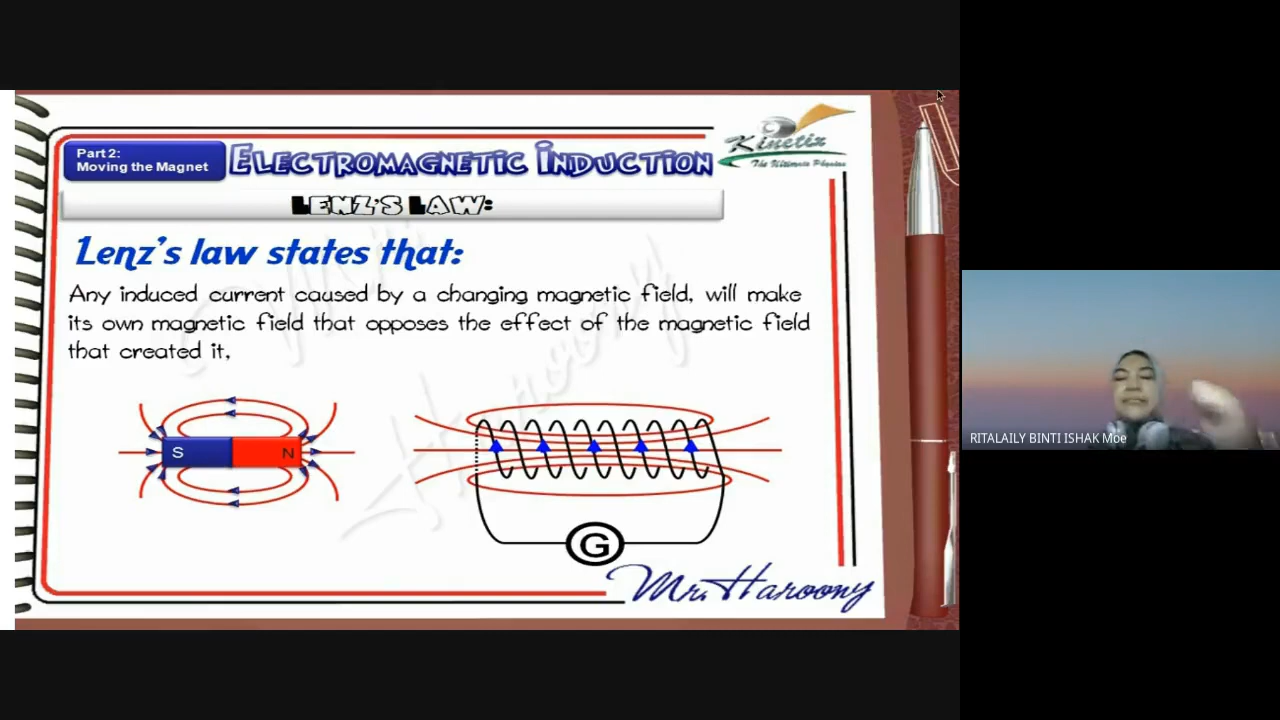 Part 2:
Moving the Magnet
ELECTROMAGNETIC INDUCTION
Kinetix
The Ultimate Physics
LENZ'S LAW:
Lenz's law states that:
Any induced current caused by a changing magnetic field, will make
its own magnetic field that opposes the effect of the magnetic field
that created it,
S N
G
Mr. Haroony
Mr. Haroony
RITALAILY BINTI ISHAK Moe